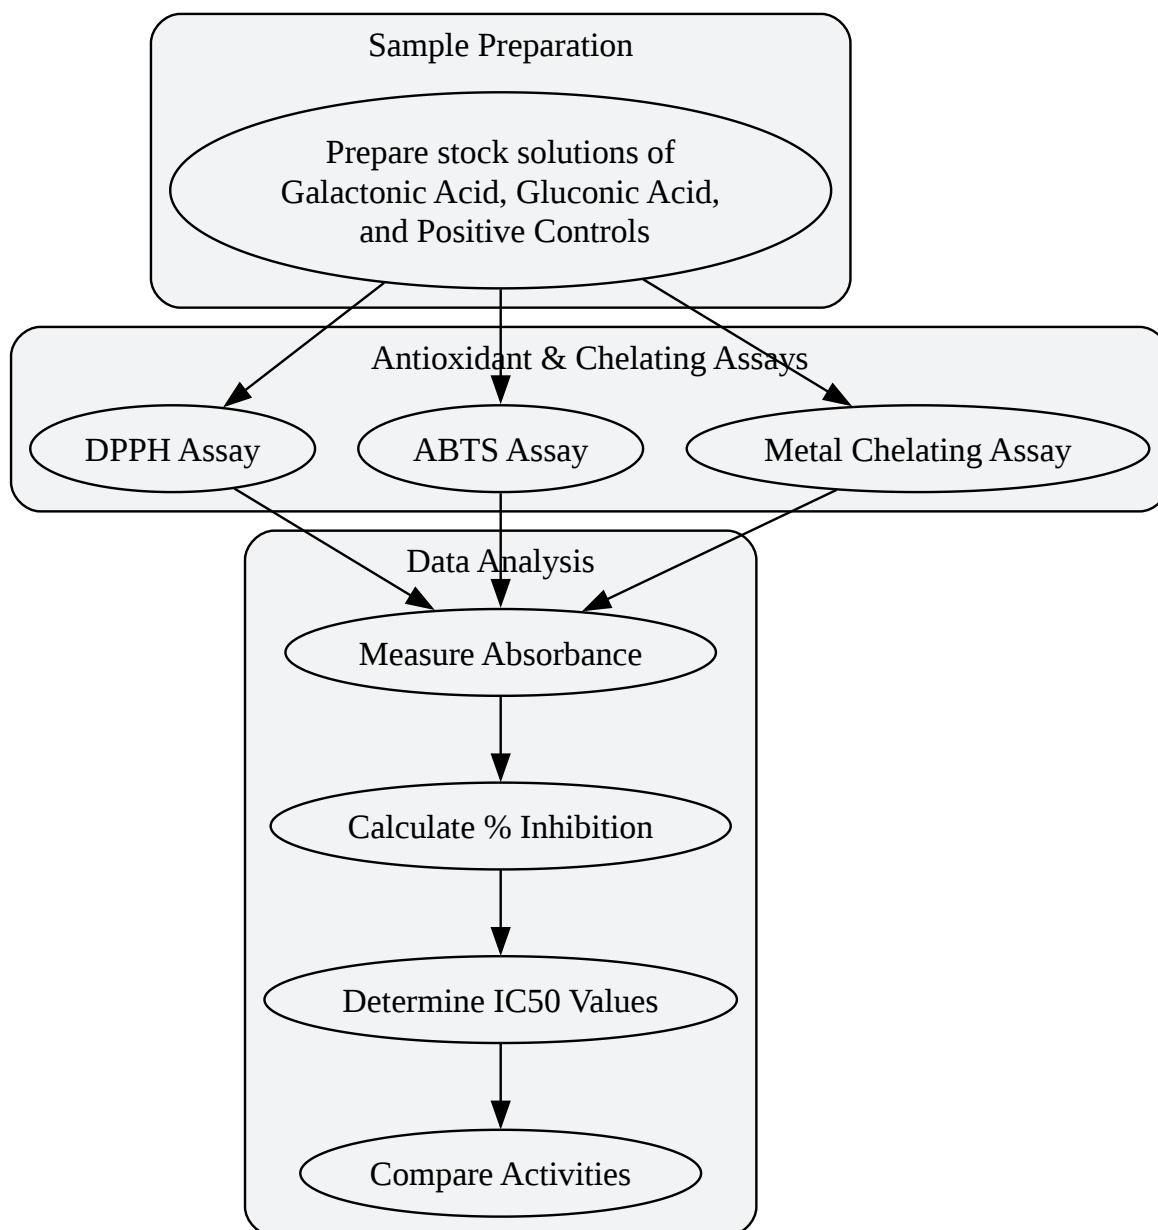 Sample Preparation
Prepare stock solutions of
Galactonic Acid, Gluconic Acid,
and Positive Controls
Antioxidant & Chelating Assays
DPPH Assay
ABTS Assay
Metal Chelating Assay
Data Analysis
Measure Absorbance
Calculate % Inhibition
Determine IC50 Values
Compare Activities